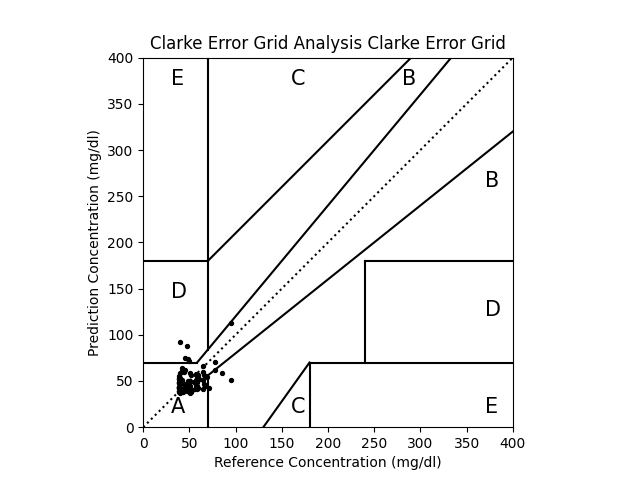 Clarke Error Grid Analysis Clarke Error Grid
400
350
300
250
200
150
100
50
0
Prediction Concentration (mg/dl)
E C B
B
D D
A C E
0 50 100 150 200 250 300 350 400
Reference Concentration (mg/dl)